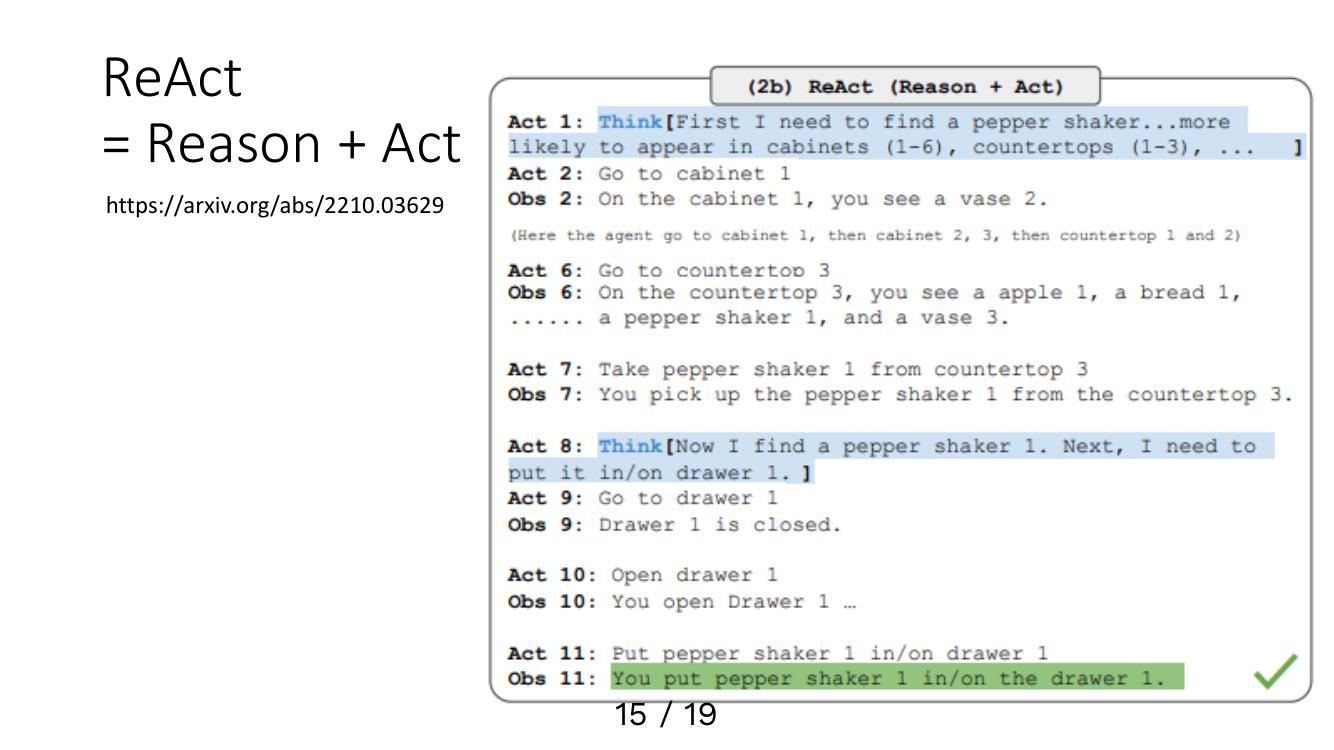 ReAct
= Reason + Act
https://arxiv.org/abs/2210.03629
(2b) ReAct (Reason + Act)
Act 1: Think[First I need to find a pepper shaker...more
likely to appear in cabinets (1-6), countertops (1-3), ... ]
Act 2: Go to cabinet 1
Obs 2: On the cabinet 1, you see a vase 2.
(Here the agent go to cabinet 1, then cabinet 2, 3, then countertop 1 and 2)
Act 6: Go to countertop 3
Obs 6: On the countertop 3, you see a apple 1, a bread 1,
...... a pepper shaker 1, and a vase 3.
Act 7: Take pepper shaker 1 from countertop 3
Obs 7: You pick up the pepper shaker 1 from the countertop 3.
Act 8: Think[Now I find a pepper shaker 1. Next, I need to
put it in/on drawer 1. ]
Act 9: Go to drawer 1
Obs 9: Drawer 1 is closed.
Act 10: Open drawer 1
Obs 10: You open Drawer 1 …
Act 11: Put pepper shaker 1 in/on drawer 1
Obs 11: You put pepper shaker 1 in/on the drawer 1.
15 / 19